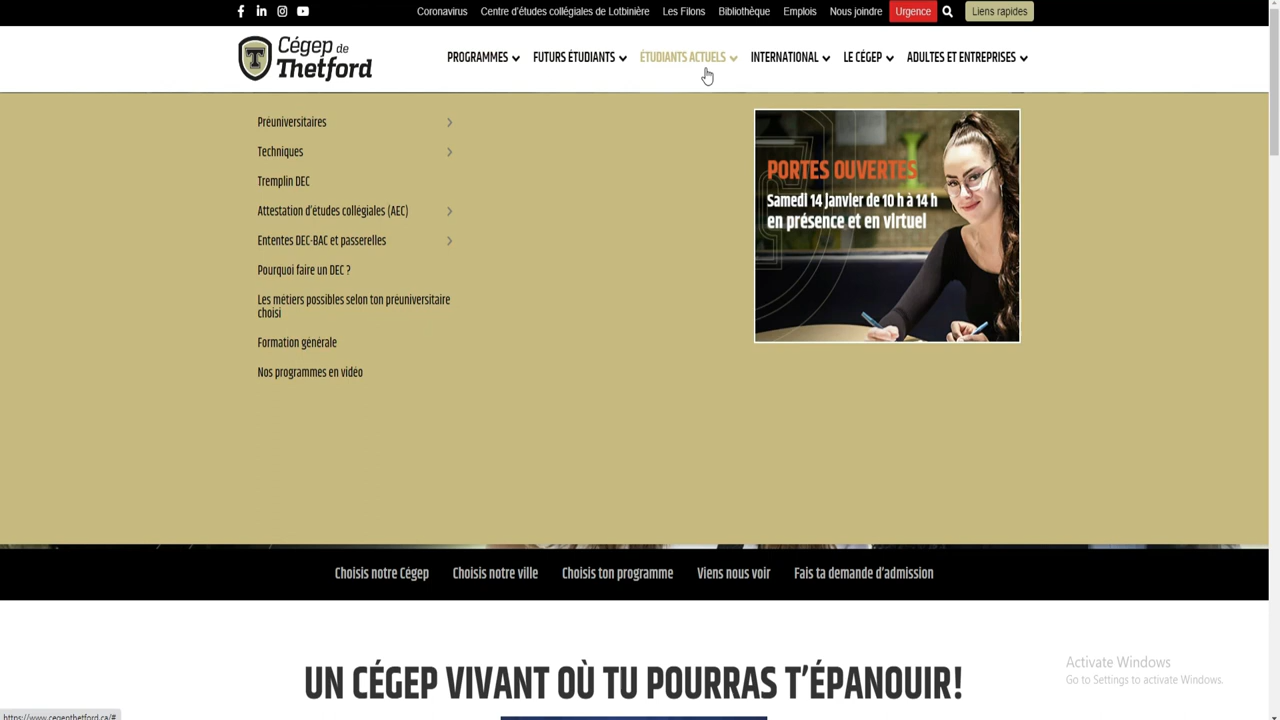 Coronavirus Centre d'études collégiales de Lotbinière Les Filons Bibliothèque Emplois Nous joindre Urgence Liens rapides
Cégep de
Thetford
PROGRAMMES FUTURS ÉTUDIANTS ÉTUDIANTS ACTUELS INTERNATIONAL LE CÉGEP ADULTES ET ENTREPRISES
Préuniversitaires
Techniques
Tremplin DEC
Attestation d'études collégiales (AEC)
Ententes DEC-BAC et passerelles
Pourquoi faire un DEC ?
Les métiers possibles selon ton préuniversitaire
choisi
Formation générale
Nos programmes en vidéo
PORTES OUVERTES
Samedi 14 janvier de 10 h à 14 h
en présence et en virtuel
Choisis notre Cégep Choisis notre ville Choisis ton programme Viens nous voir Fais ta demande d'admission
UN CÉGEP VIVANT OÙ TU POURRAS T'ÉPANOUIR!
Activate Windows
Go to Settings to activate Windows.
https://www.cegepthetford.ca/#